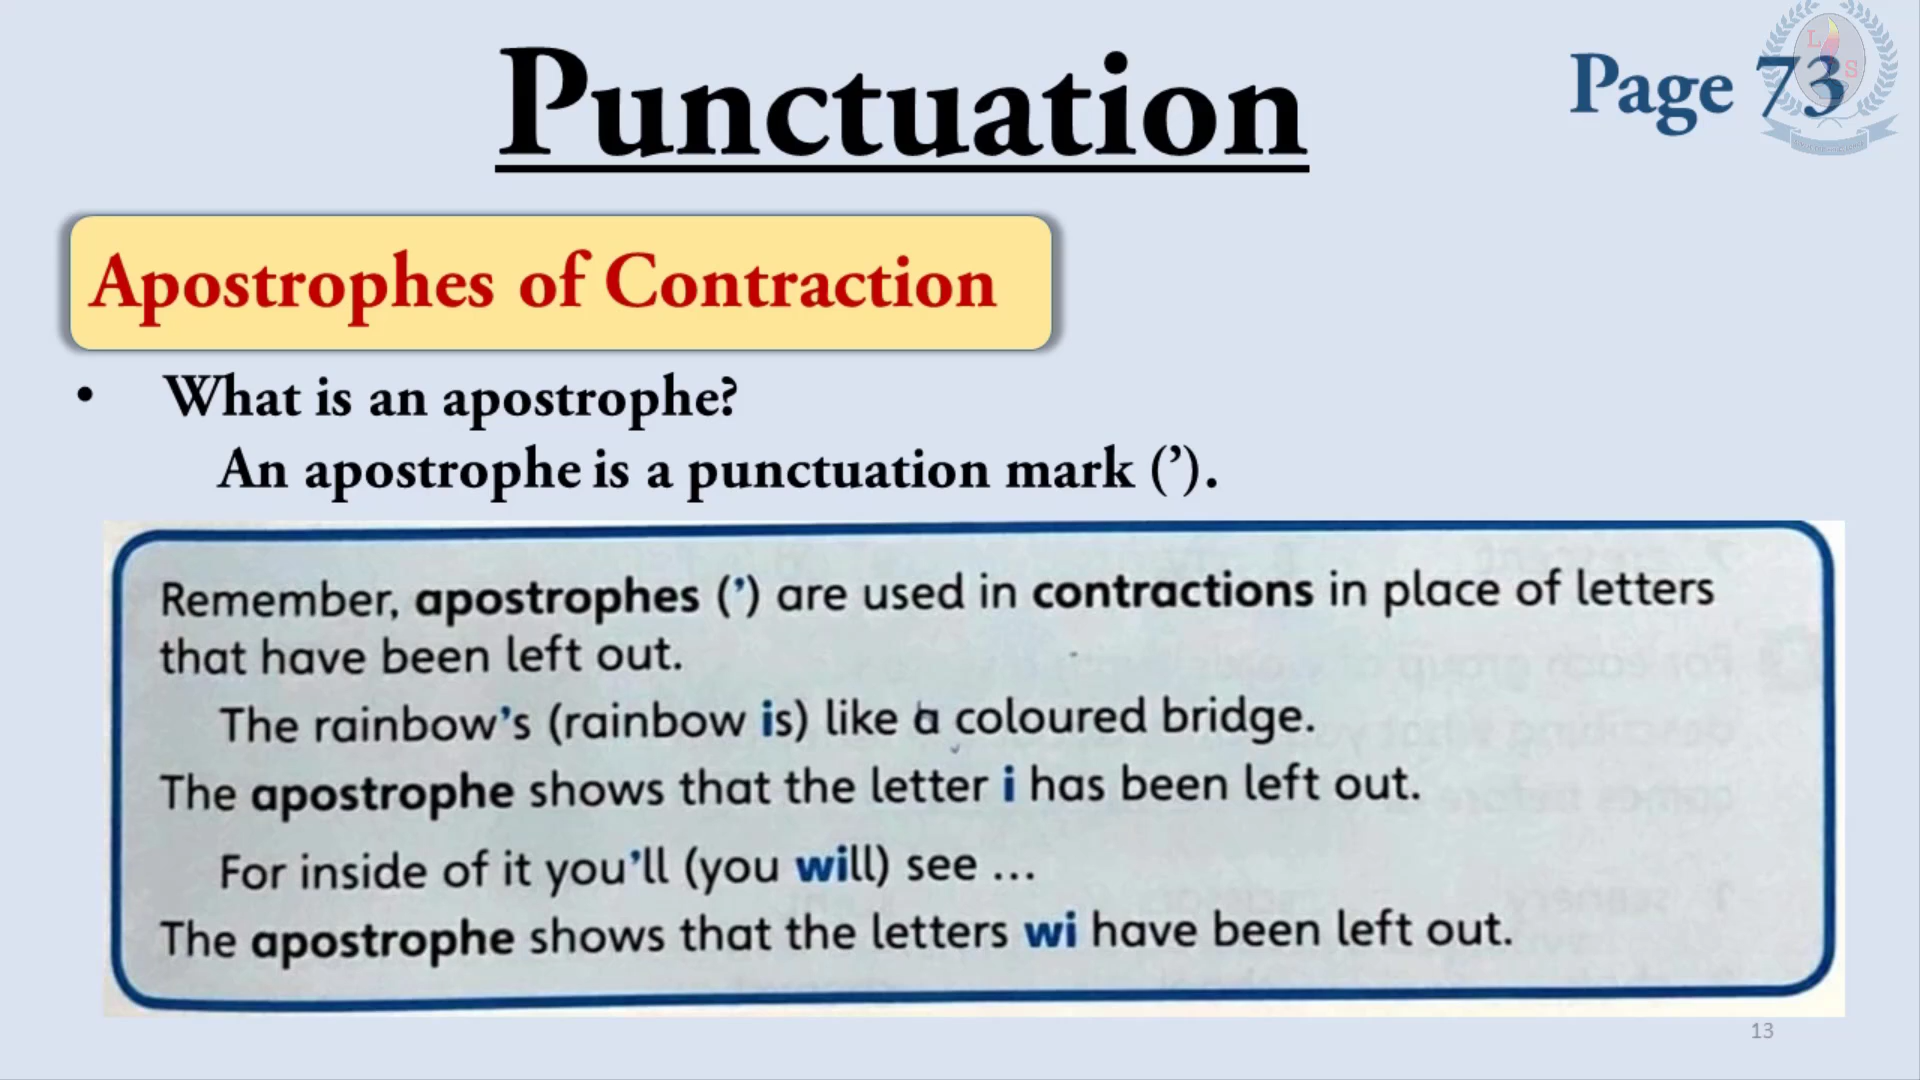 Punctuation
Page 73
L
S
Apostrophes of Contraction
• What is an apostrophe?
An apostrophe is a punctuation mark (’).
Remember, apostrophes (’) are used in contractions in place of letters
that have been left out.
The rainbow’s (rainbow is) like a coloured bridge.
The apostrophe shows that the letter i has been left out.
For inside of it you’ll (you will) see ...
The apostrophe shows that the letters wi have been left out.
13